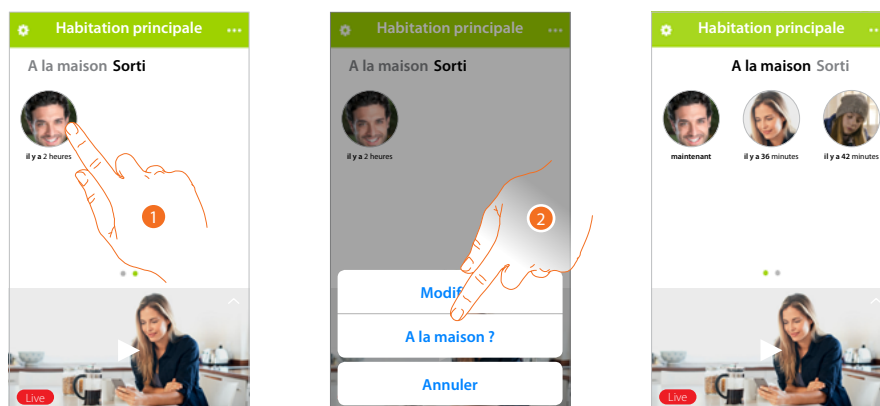 Habitation principale ...
A la maison Sorti
il y a 2 heures
1
Live
Habitation principale ...
A la maison Sorti
il y a 2 heures
2
Modif
A la maison ?
Annuler
Habitation principale
A la maison Sorti
maintenant il y a 36 minutes il y a 42 minutes
Live